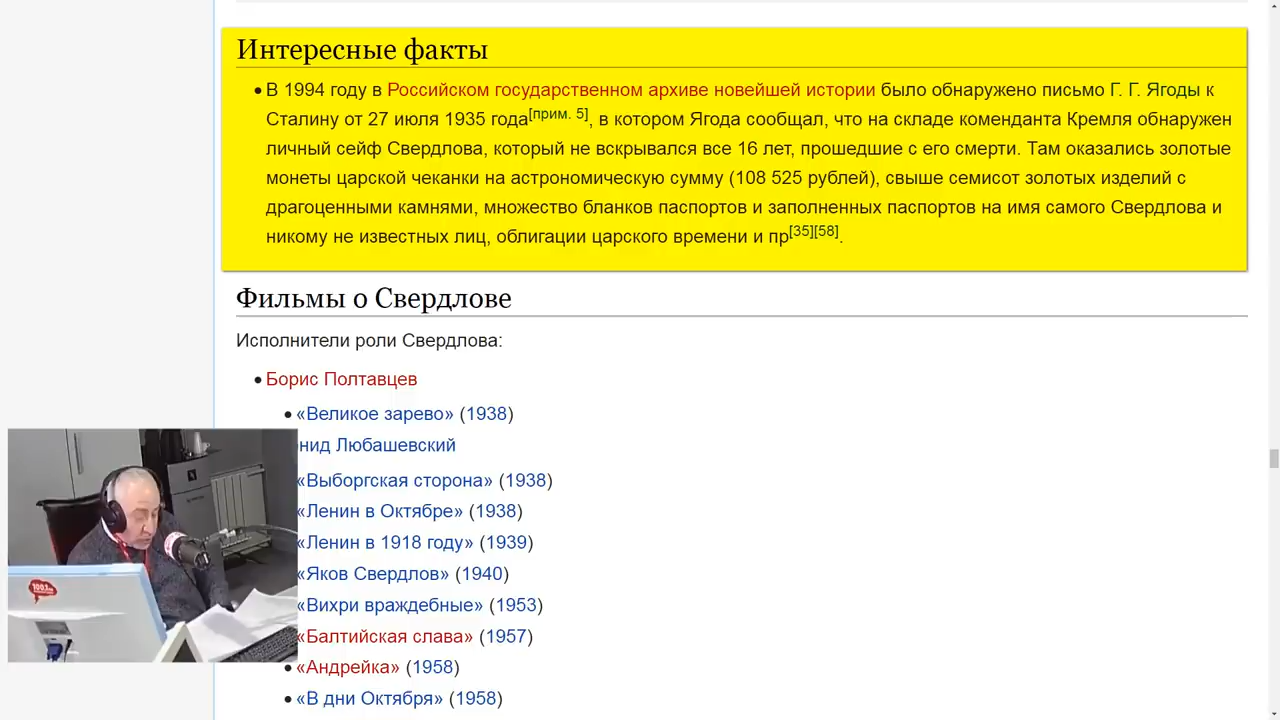 Интересные факты
В 1994 году в Российском государственном архиве новейшей истории было обнаружено письмо Г. Г. Ягоды к
Сталину от 27 июля 1935 года[прим. 5], в котором Ягода сообщал, что на складе коменданта Кремля обнаружен
личный сейф Свердлова, который не вскрывался все 16 лет, прошедшие с его смерти. Там оказались золотые
монеты царской чеканки на астрономическую сумму (108 525 рублей), свыше семисот золотых изделий с
драгоценными камнями, множество бланков паспортов и заполненных паспортов на имя самого Свердлова и
никому не известных лиц, облигации царского времени и пр[35][58].
Фильмы о Свердлове
Исполнители роли Свердлова:
Борис Полтавцев
«Великое зарево» (1938)
нид Любашевский
«Выборгская сторона» (1938)
«Ленин в Октябре» (1938)
«Ленин в 1918 году» (1939)
«Яков Свердлов» (1940)
«Вихри враждебные» (1953)
«Балтийская слава» (1957)
«Андрейка» (1958)
«В дни Октября» (1958)